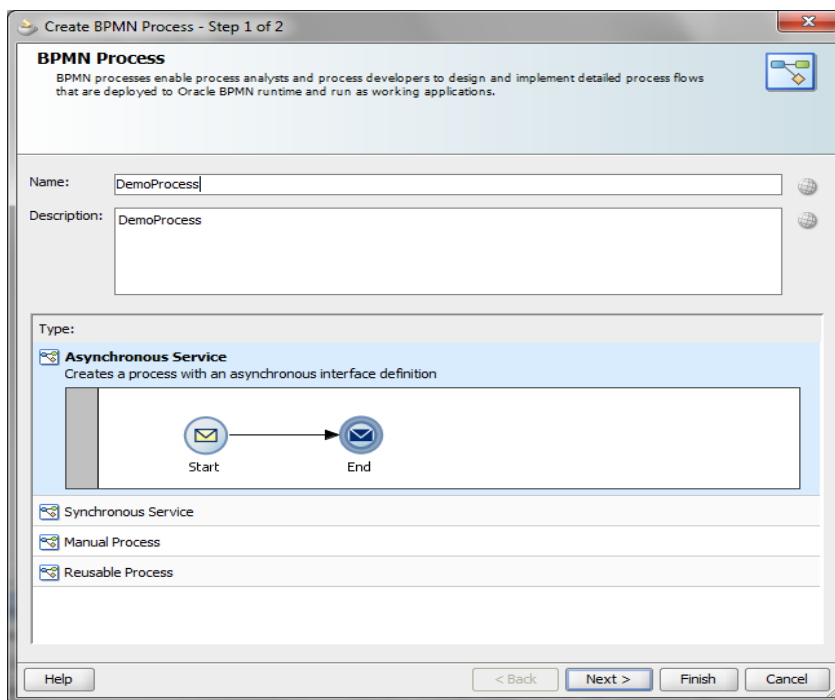 Create BPMN Process - Step 1 of 2
BPMN Process
BPMN processes enable process analysts and process developers to design and implement detailed process flows
that are deployed to Oracle BPMN runtime and run as working applications.
Name:
DemoProcess
Description:
DemoProcess
Type:
Asynchronous Service
Creates a process with an asynchronous interface definition
Start
End
Synchronous Service
Manual Process
Reusable Process
Help
< Back
Next >
Finish
Cancel